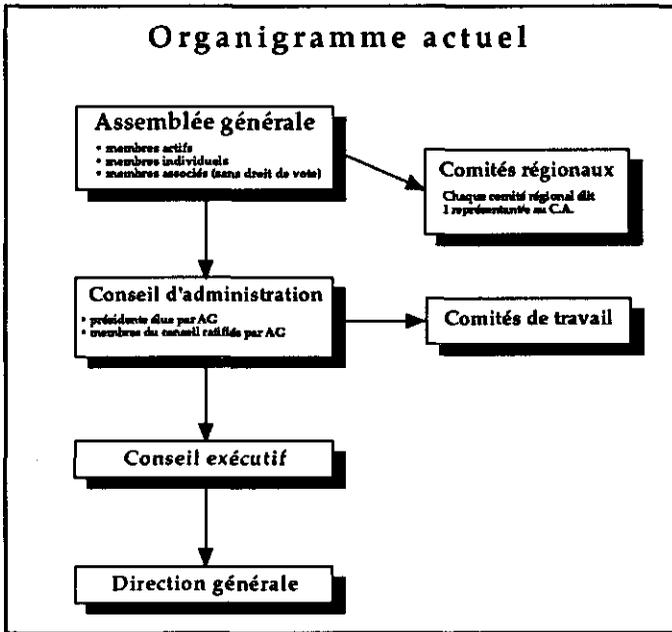 Organigramme actuel
Assemblée générale
• membres actifs
• membres individuels
• membres associés (sans droit de vote)
Comités régionaux
Chaque comité régional élit
1 représentant/e au C.A.
Conseil d'administration
• présidente élue par AG
• membres du conseil ratifiés par AG
Comités de travail
Conseil exécutif
Direction générale